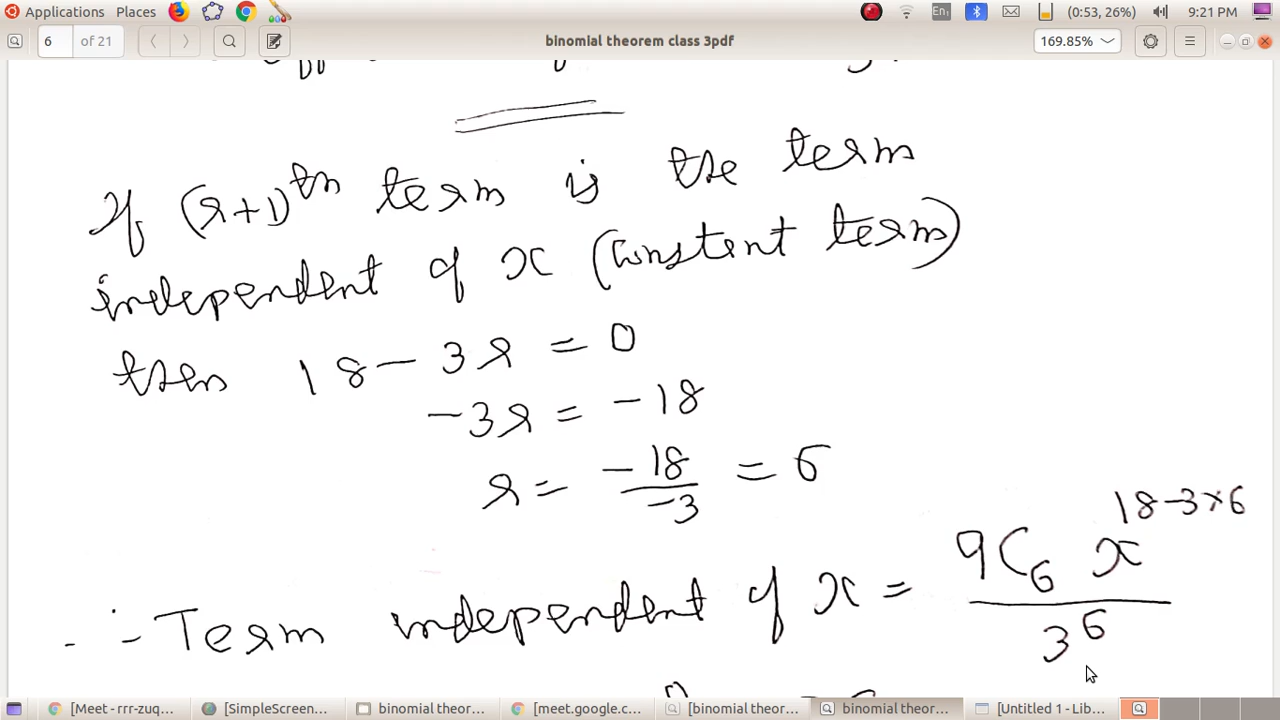 Applications Places En₁ (0:53, 26%) 9:21 PM
6 of 21 binomial theorem class 3pdf 169.85%
If (r+1)th term is the term
independent of x (constent term)
then 18-3r = 0
-3r = -18
r = -18/-3 = 6
∴ Term independent of x = 9C₆ x^(18-3×6) / 3^6
[Meet - rrr-zuq... [SimpleScreen... binomial theor... [meet.google.c... [binomial theor... binomial theor... [Untitled 1 - Lib...